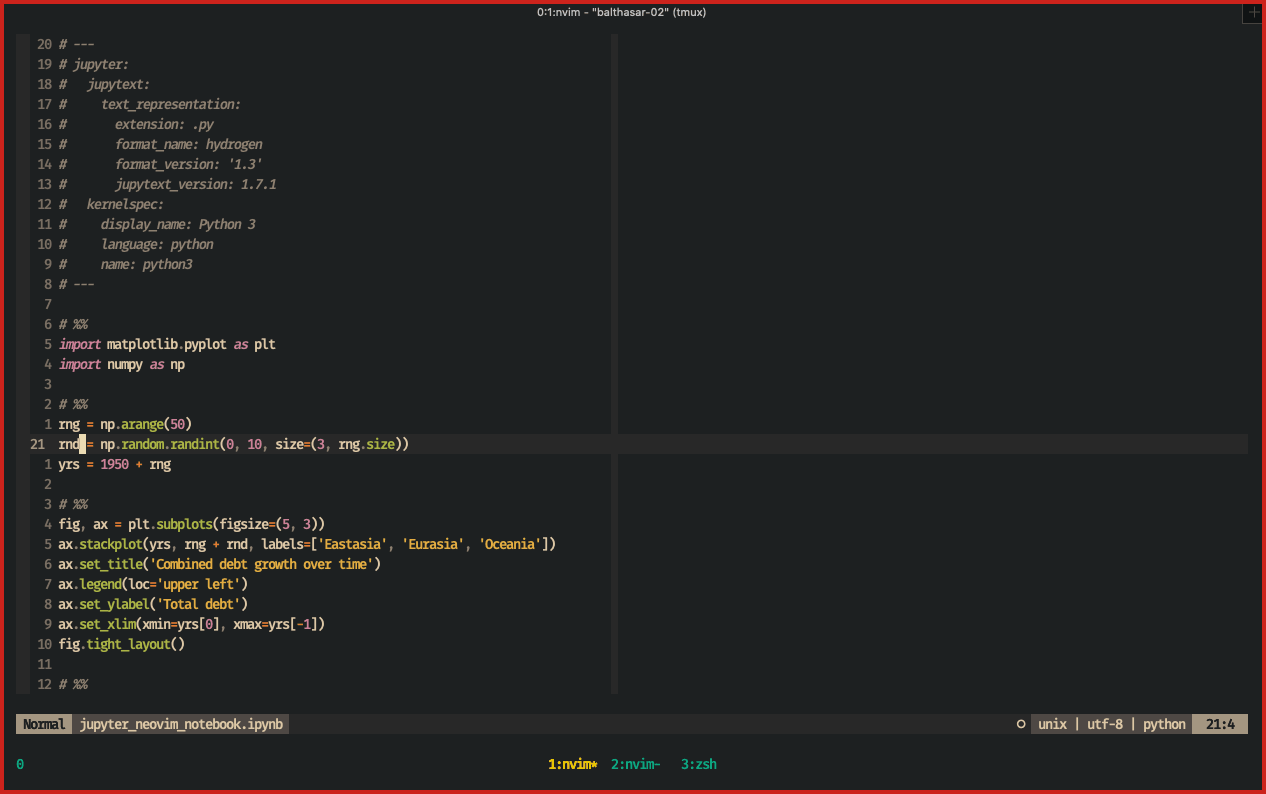 0:1:nvim - "balthasar-02" (tmux)
20 # ---
19 # jupyter:
18 #   jupytext:
17 #     text_representation:
16 #       extension: .py
15 #       format_name: hydrogen
14 #       format_version: '1.3'
13 #       jupytext_version: 1.7.1
12 #   kernelspec:
11 #     display_name: Python 3
10 #     language: python
9 #     name: python3
8 # ---
7
6 # %%
5 import matplotlib.pyplot as plt
4 import numpy as np
3
2 # %%
1 rng = np.arange(50)
21 rnd = np.random.randint(0, 10, size=(3, rng.size))
1 yrs = 1950 + rng
2
3 # %%
4 fig, ax = plt.subplots(figsize=(5, 3))
5 ax.stackplot(yrs, rng + rnd, labels=['Eastasia', 'Eurasia', 'Oceania'])
6 ax.set_title('Combined debt growth over time')
7 ax.legend(loc='upper left')
8 ax.set_ylabel('Total debt')
9 ax.set_xlim(xmin=yrs[0], xmax=yrs[-1])
10 fig.tight_layout()
11
12 # %%
Normal jupyter_neovim_notebook.ipynb unix | utf-8 | python 21:4
0 1:nvim* 2:nvim- 3:zsh